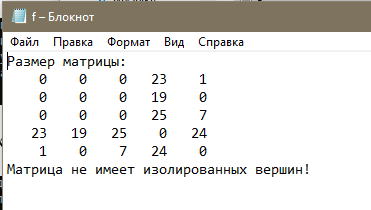 f – Блокнот
Файл Правка Формат Вид Справка
Размер матрицы:
0 0 0 23 1
0 0 0 19 0
0 0 0 25 7
23 19 25 0 24
1 0 7 24 0
Матрица не имеет изолированных вершин!